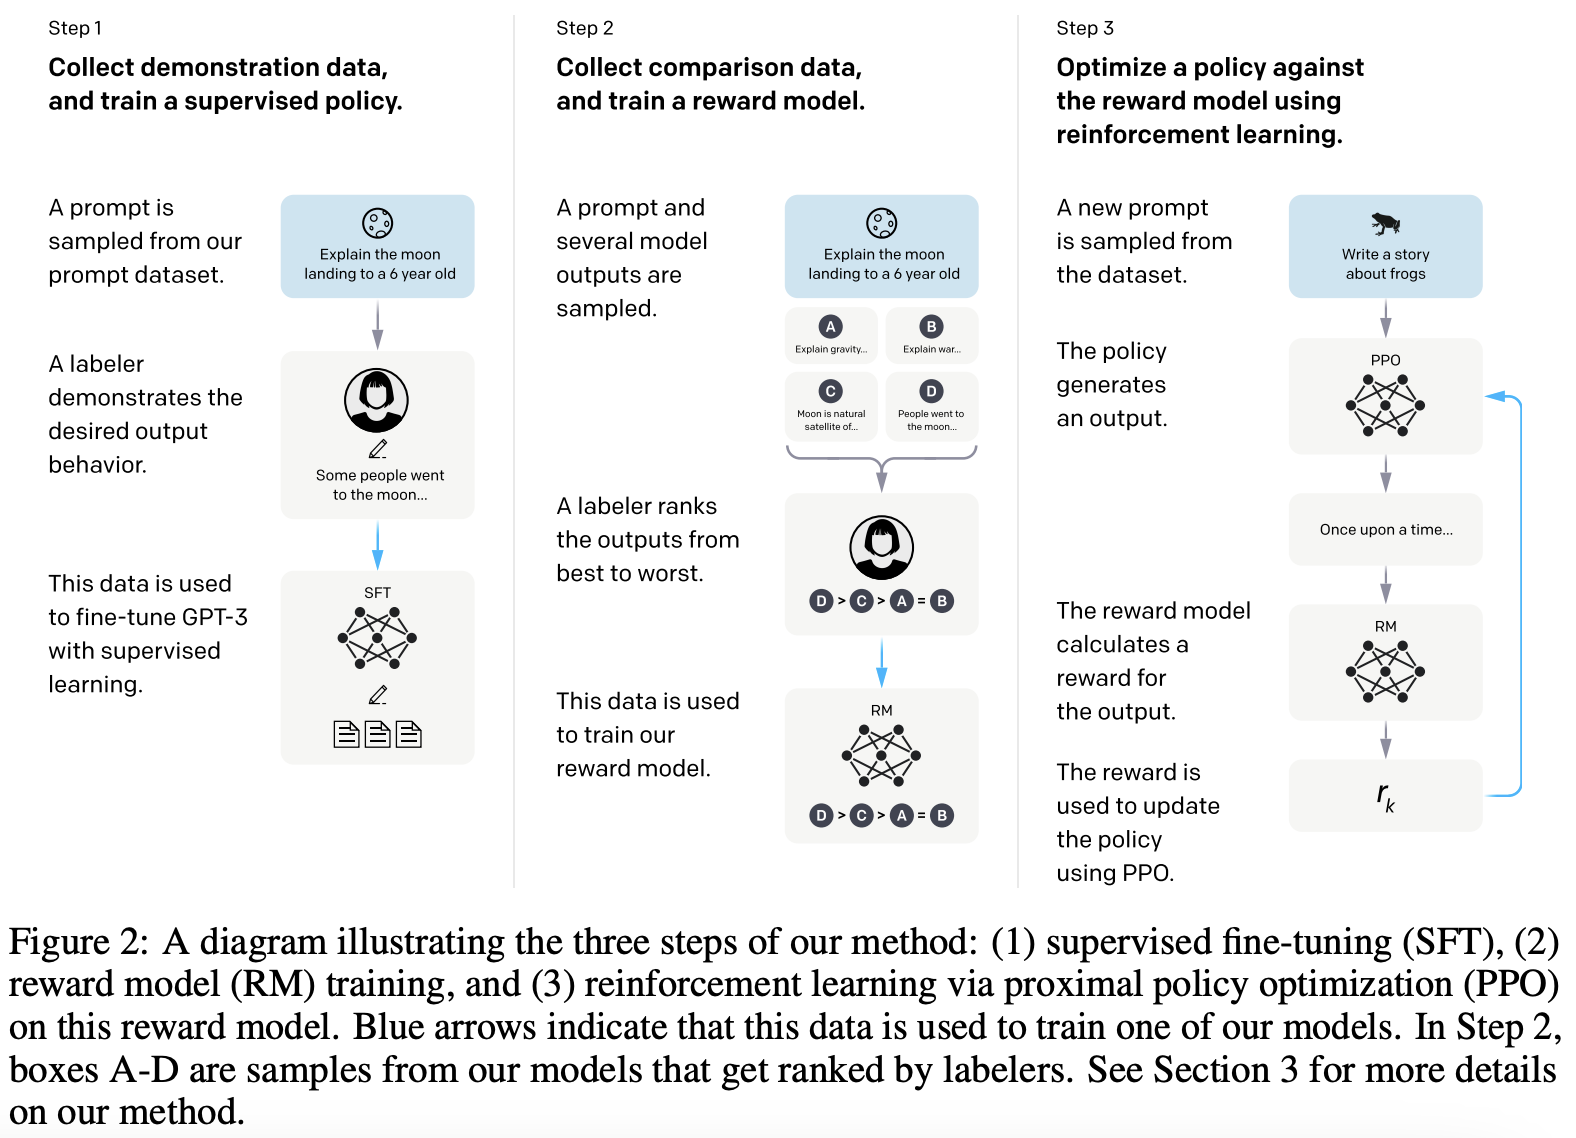 Step 1
Collect demonstration data,
and train a supervised policy.
A prompt is
sampled from our
prompt dataset.
Explain the moon
landing to a 6 year old
A labeler
demonstrates the
desired output
behavior.
Some people went
to the moon...
This data is used
to fine-tune GPT-3
with supervised
learning.
SFT
Step 2
Collect comparison data,
and train a reward model.
A prompt and
several model
outputs are
sampled.
Explain the moon
landing to a 6 year old
A
Explain gravity...
B
Explain war...
C
Moon is natural
satellite of...
D
People went to
the moon...
A labeler ranks
the outputs from
best to worst.
D > C > A = B
This data is used
to train our
reward model.
RM
D > C > A = B
Step 3
Optimize a policy against
the reward model using
reinforcement learning.
A new prompt
is sampled from
the dataset.
Write a story
about frogs
The policy
generates
an output.
PPO
Once upon a time...
The reward model
calculates a
reward for
the output.
RM
The reward is
used to update
the policy
using PPO.
rk
Figure 2: A diagram illustrating the three steps of our method: (1) supervised fine-tuning (SFT), (2)
reward model (RM) training, and (3) reinforcement learning via proximal policy optimization (PPO)
on this reward model. Blue arrows indicate that this data is used to train one of our models. In Step 2,
boxes A-D are samples from our models that get ranked by labelers. See Section 3 for more details
on our method.